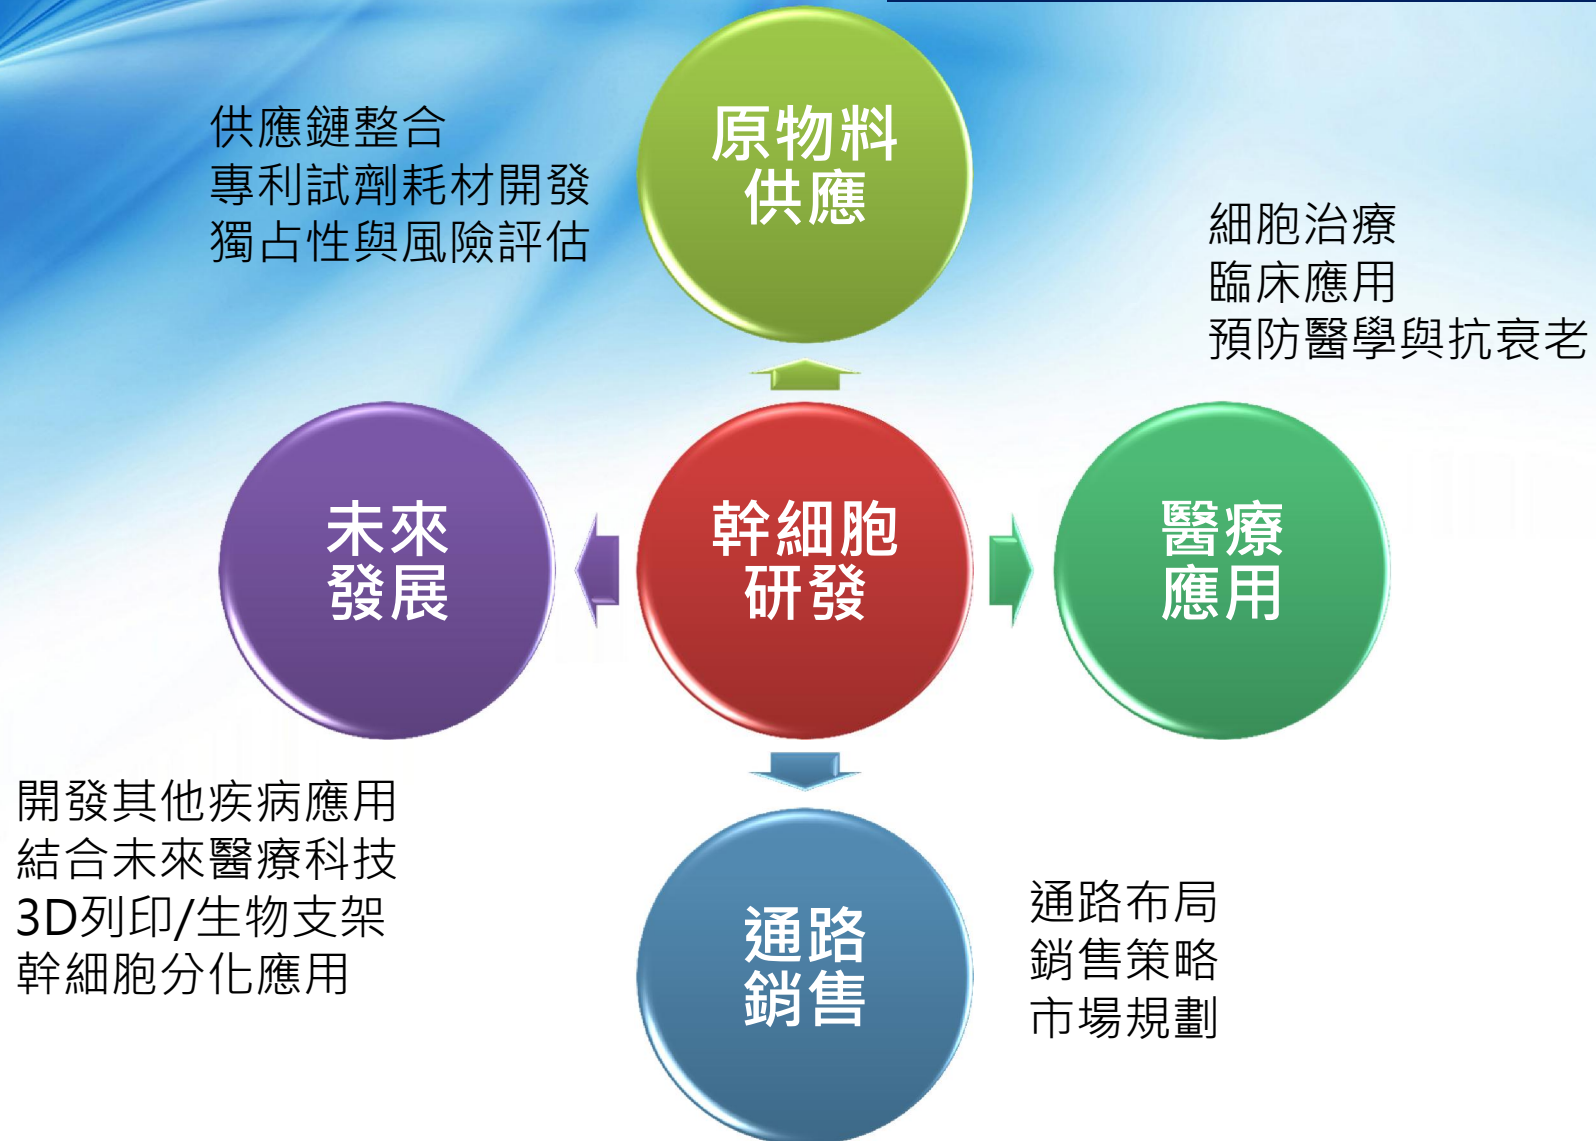 供應鏈整合
專利試劑耗材開發
獨占性與風險評估
原物料
供應
細胞治療
臨床應用
預防醫學與抗衰老
未來
發展
幹細胞
研發
醫療
應用
開發其他疾病應用
結合未來醫療科技
3D列印/生物支架
幹細胞分化應用
通路
銷售
通路布局
銷售策略
市場規劃